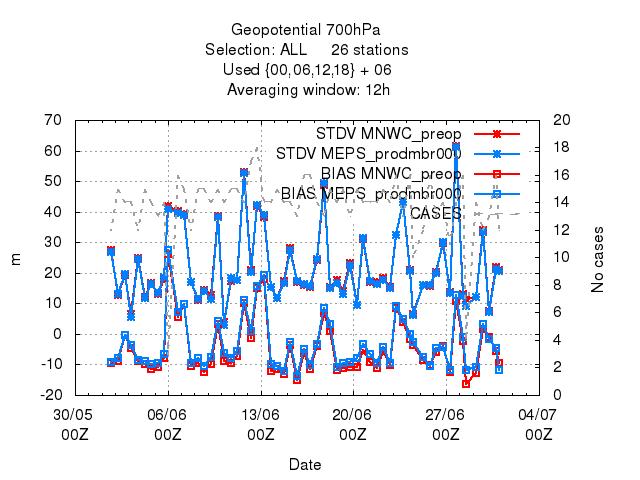 Geopotential 700hPa
Selection: ALL     26 stations
Used {00,06,12,18} + 06
Averaging window: 12h
70
60
50
40
30
20
10
0
-10
-20
m
20
18
16
14
12
10
8
6
4
2
0
No cases
STDV MNWC_preop
STDV MEPS_prodmbr000
BIAS MNWC_preop
BIAS MEPS_prodmbr000
CASES
30/05 06/06 13/06 20/06 27/06 04/07
00Z 00Z 00Z 00Z 00Z 00Z
Date